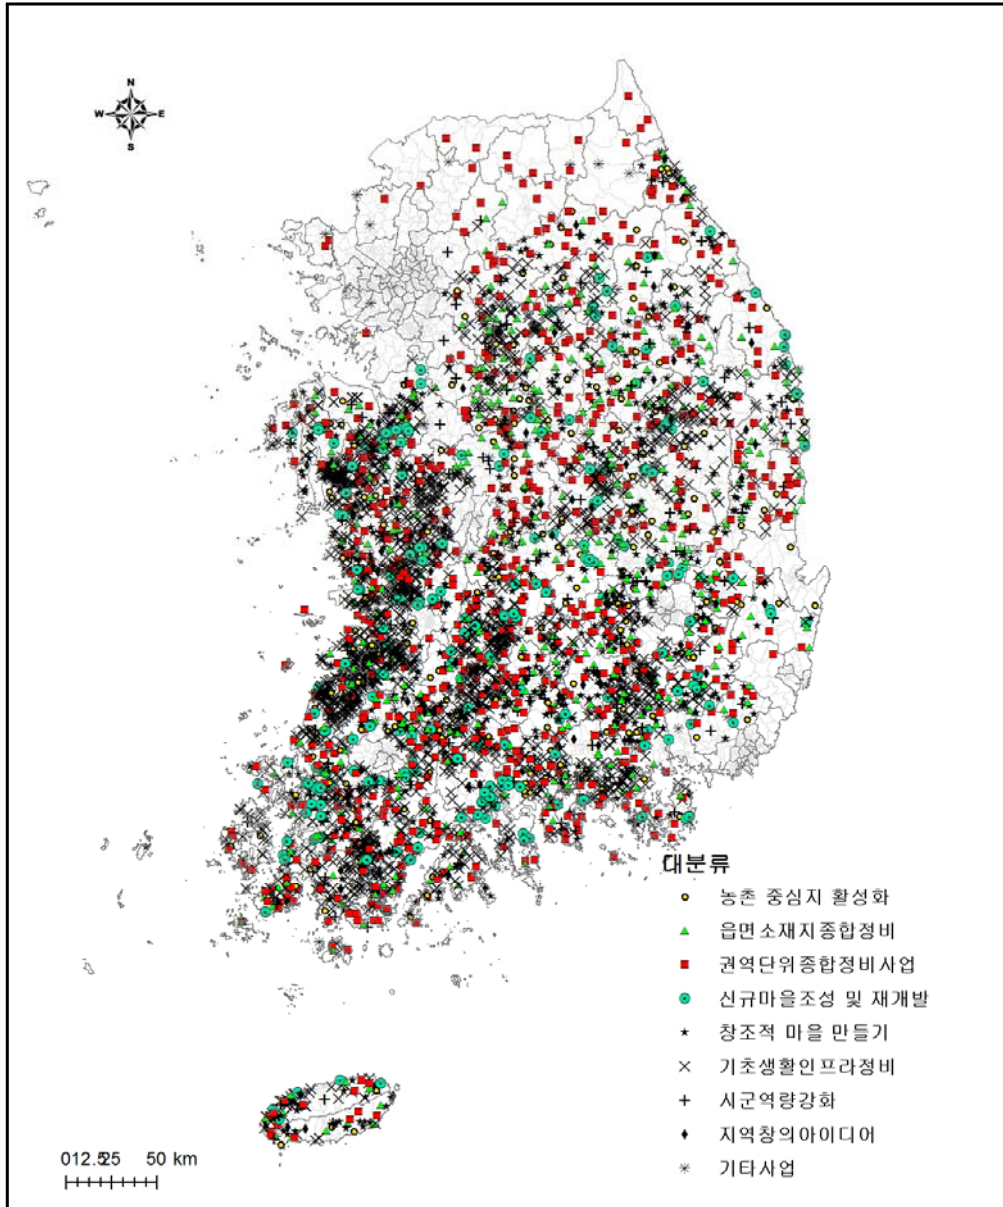 N
W E
S
대분류
농촌 중심지 활성화
읍면소재지종합정비
권역단위종합정비사업
신규마을조성 및 재개발
창조적 마을 만들기
기초생활인프라정비
시군역량강화
지역창의아이디어
기타사업
012.525 50 km